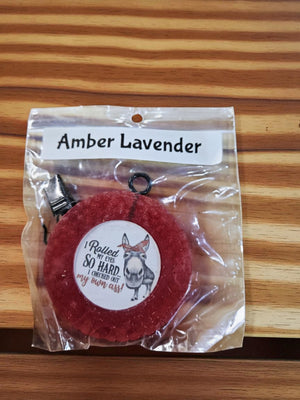 Amber Lavender
I Rolled
MY EYES
SO HARD
I CHECKED OUT
my own ass!